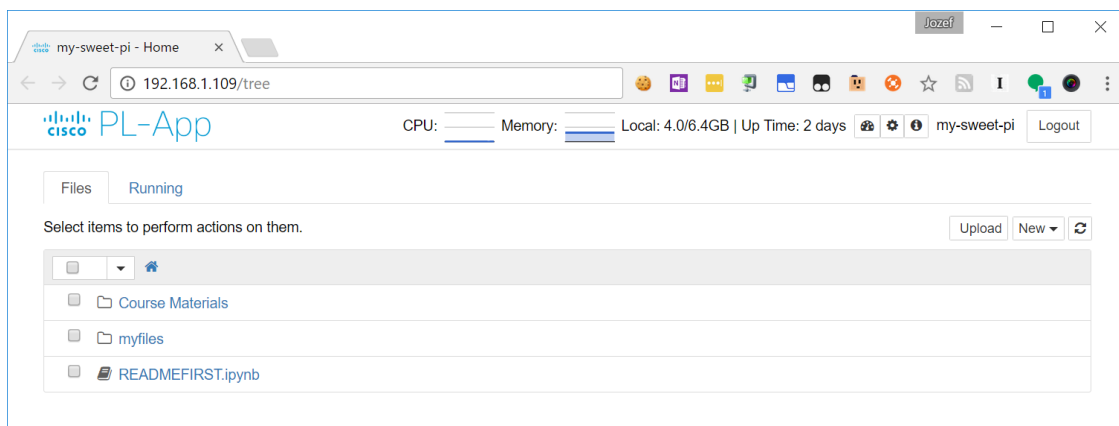 Jozef
my-sweet-pi - Home
192.168.1.109/tree
1
cisco PL-App CPU: Memory: Local: 4.0/6.4GB | Up Time: 2 days my-sweet-pi Logout
Files Running
Select items to perform actions on them. Upload New
Course Materials
myfiles
READMEFIRST.ipynb